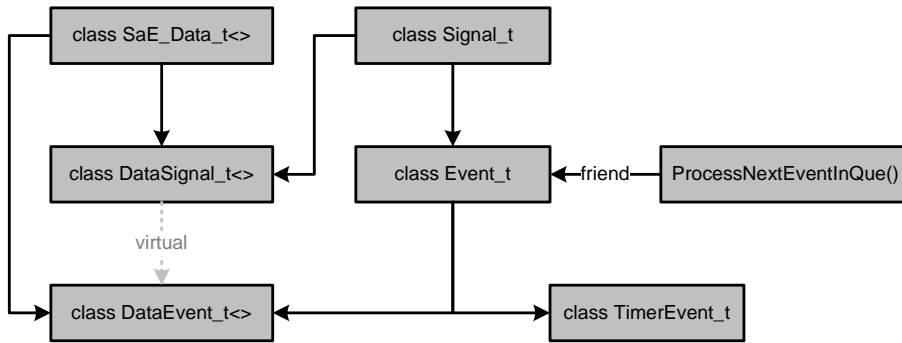 class SaE_Data_t<>
class Signal_t
class DataSignal_t<>
class Event_t
friend
ProcessNextEventInQue()
virtual
class DataEvent_t<>
class TimerEvent_t